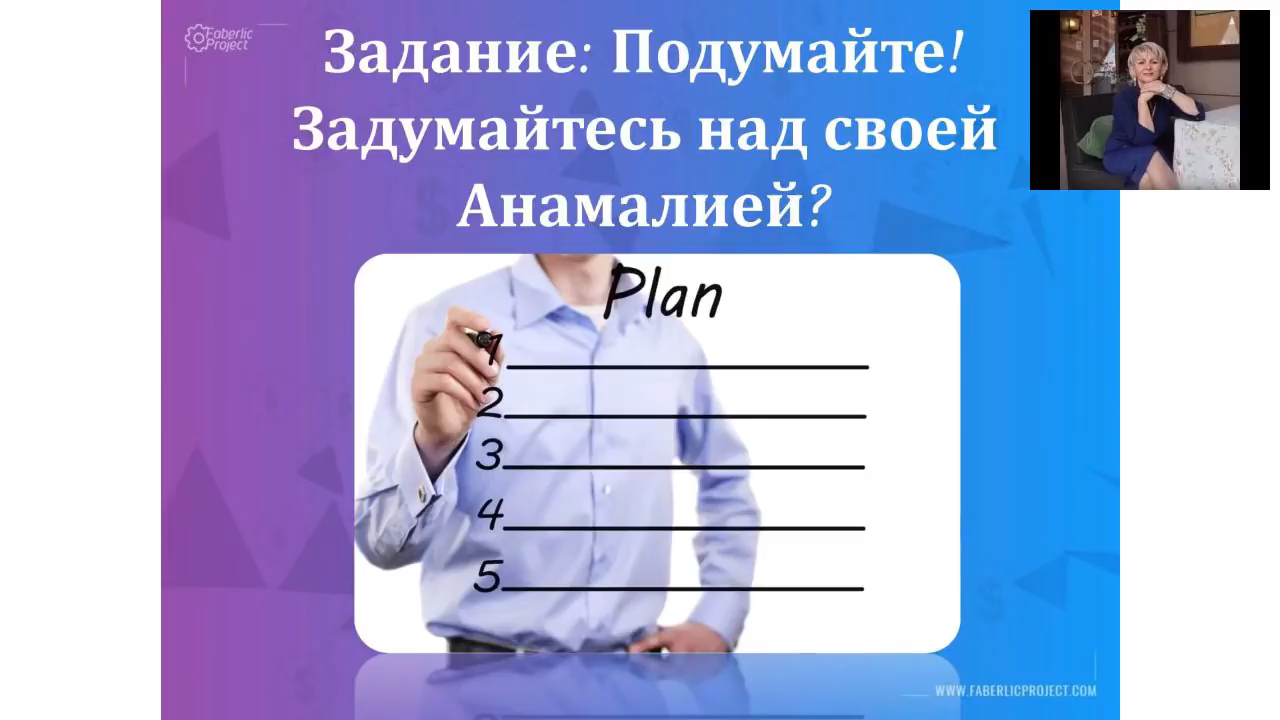 Faberlic
Project
Задание: Подумайте!
Задумайтесь над своей
Анамалией?
Plan
1
2
3
4
5
WWW.FABERLICPROJECT.COM